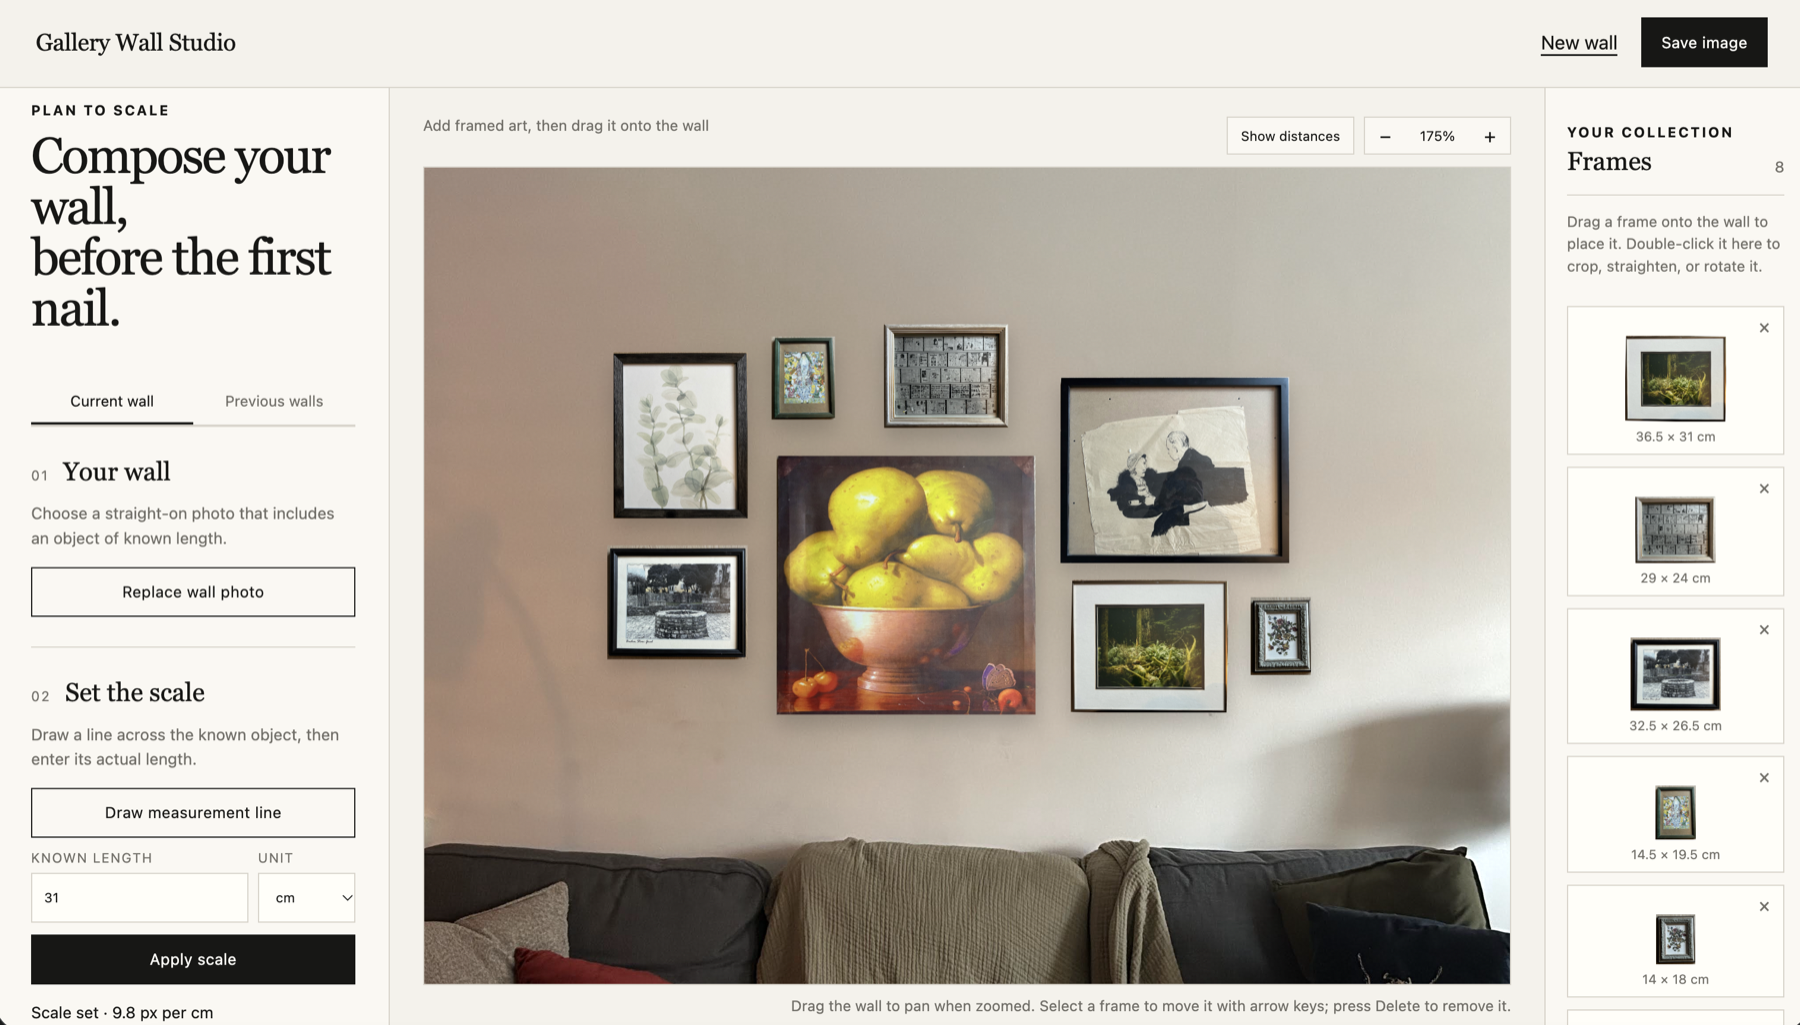 Gallery Wall Studio
New wall
Save image
PLAN TO SCALE
Compose your
wall,
before the first
nail.
Current wall
Previous walls
01 Your wall
Choose a straight-on photo that includes
an object of known length.
Replace wall photo
02 Set the scale
Draw a line across the known object, then
enter its actual length.
Draw measurement line
KNOWN LENGTH
UNIT
31
cm
Apply scale
Scale set · 9.8 px per cm
Add framed art, then drag it onto the wall
Show distances
− 175% +
Drag the wall to pan when zoomed. Select a frame to move it with arrow keys; press Delete to remove it.
YOUR COLLECTION
Frames
8
Drag a frame onto the wall to
place it. Double-click it here to
crop, straighten, or rotate it.
×
36.5 × 31 cm
×
29 × 24 cm
×
32.5 × 26.5 cm
×
14.5 × 19.5 cm
×
14 × 18 cm